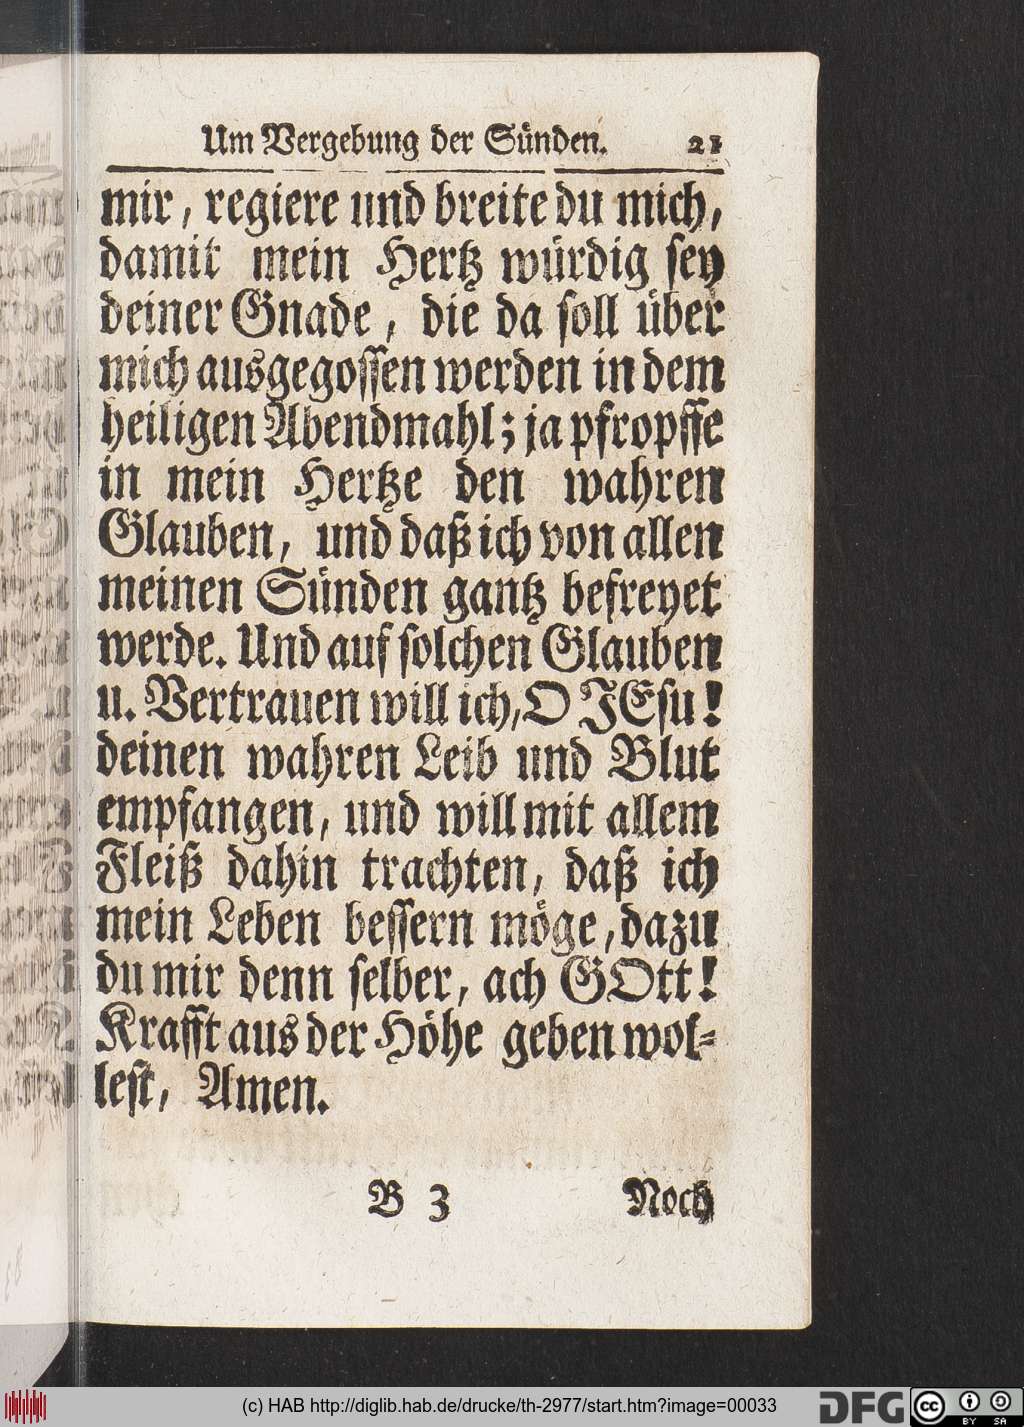 Um Vergebung der Sünden. 21
mir, regiere und breite du mich,
damit mein Hertz würdig sey
deiner Gnade, die da soll über
mich ausgegossen werden in dem
heiligen Abendmahl; ja pfropffe
in mein Hertze den wahren
Glauben, und daß ich von allen
meinen Sünden gantz befreyet
werde. Und auf solchen Glauben
u. Vertrauen will ich, O JEsu!
deinen wahren Leib und Blut
empfangen, und will mit allem
Fleiß dahin trachten, daß ich
mein Leben bessern möge, dazu
du mir denn selber, ach GOtt!
Krafft aus der Höhe geben wol-
lest, Amen.
B 3 Noch
(c) HAB http://diglib.hab.de/drucke/th-2977/start.htm?image=00033
DFG cc BY SA